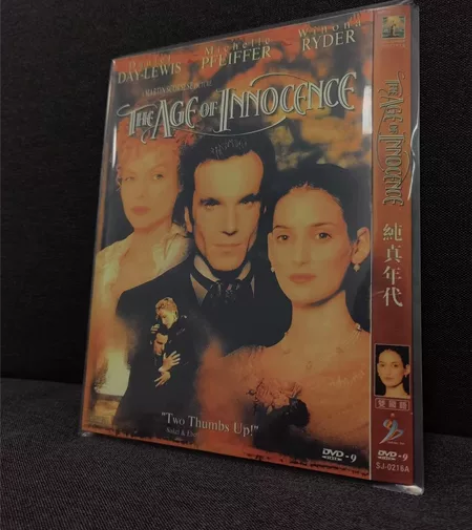 DAY-LEWIS
Michelle
PFEIFFER
Winona
RYDER
THE AGE OF INNOCENCE
"Two Thumbs Up!"
DVD-9
THE AGE OF INNOCENCE
純真年代
DVD-9
SJ-0216A